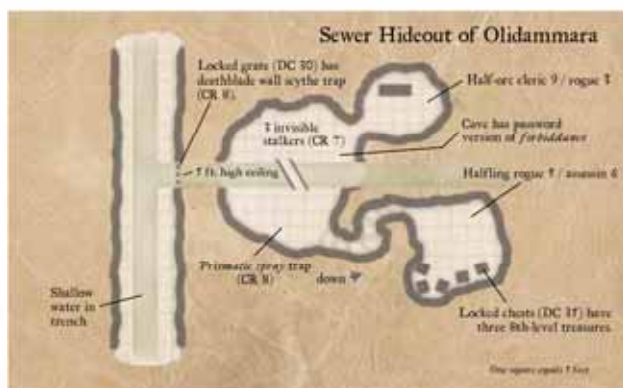 Sewer Hideout of Olidammara
Locked grate (DC 30) has
deathblade wall scythe trap
(CR 8).
Half-orc cleric 9 / rogue
invisible
stalkers (CR 7)
Cave has password
version of forbiddance
5 ft. high ceiling
Halfling rogue 5 / assassin 6
Prismatic spray trap
(CR 8)
down
Shallow
water in
trench
Locked chests (DC 35) have
three 8th-level treasures.
One square equals 5 feet